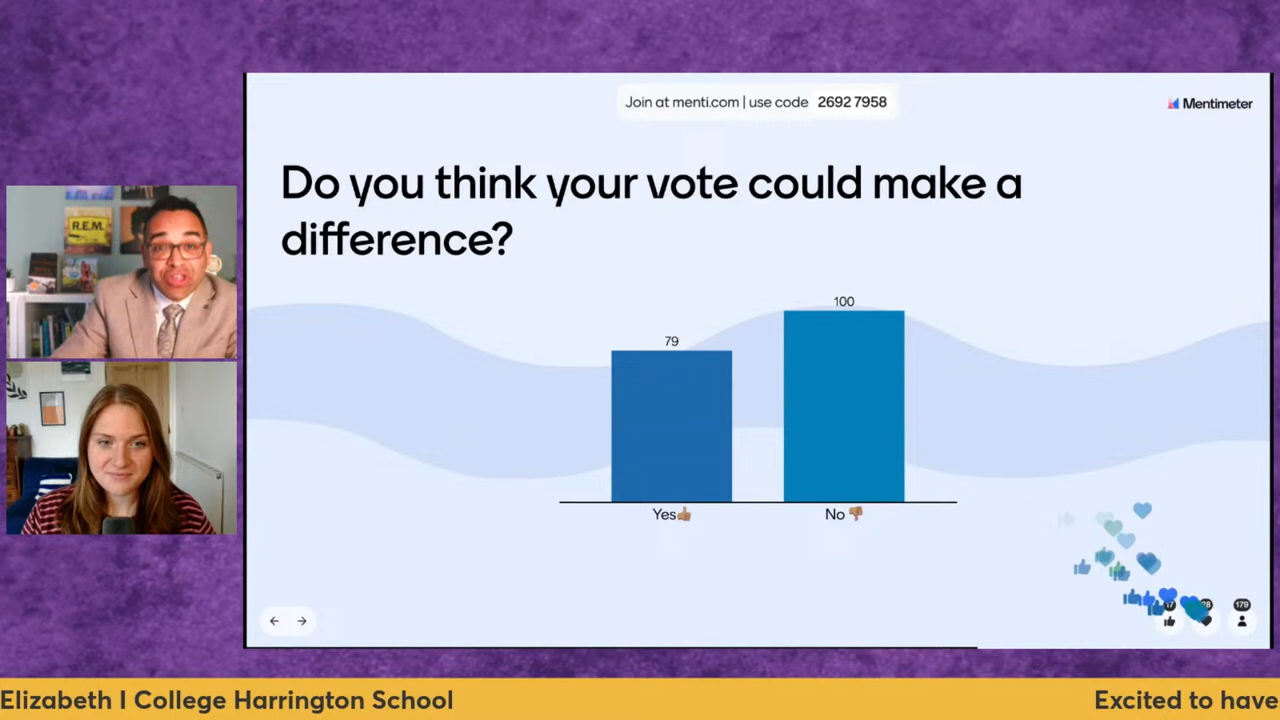 Join at menti.com | use code 2692 7958
Mentimeter
Do you think your vote could make a
difference?
R.E.M.
79
100
Yes👍🏽
No 👎🏽
179
Elizabeth I College Harrington School
Excited to have